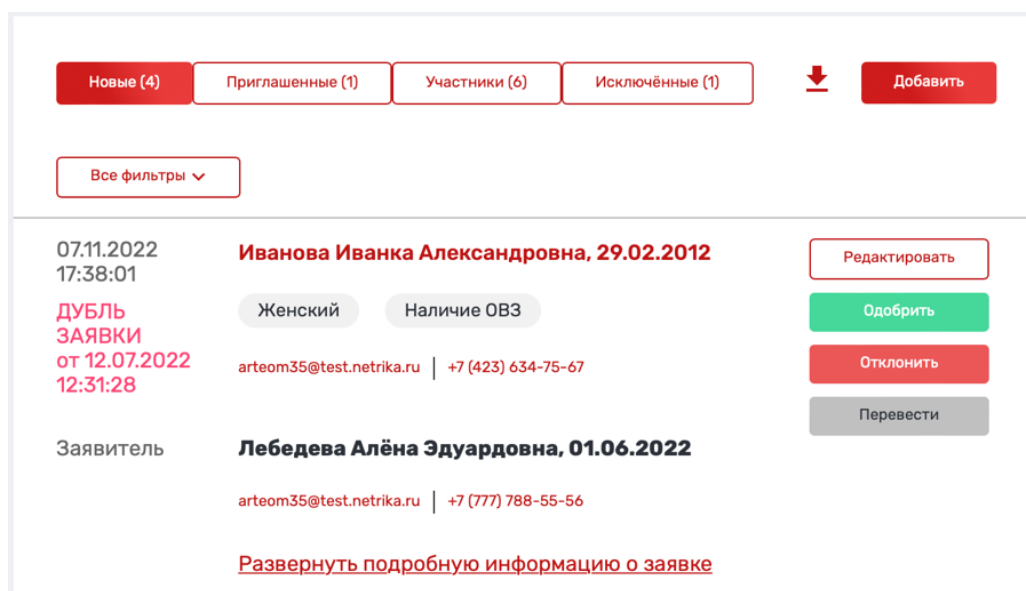 Новые (4)
Приглашенные (1)
Участники (6)
Исключённые (1)
Добавить
Все фильтры
07.11.2022
17:38:01
ДУБЛЬ
ЗАЯВКИ
от 12.07.2022
12:31:28
Иванова Иванка Александровна, 29.02.2012
Женский
Наличие ОВЗ
arteom35@test.netrika.ru | +7 (423) 634-75-67
Редактировать
Одобрить
Отклонить
Перевести
Заявитель
Лебедева Алёна Эдуардовна, 01.06.2022
arteom35@test.netrika.ru | +7 (777) 788-55-56
Развернуть подробную информацию о заявке